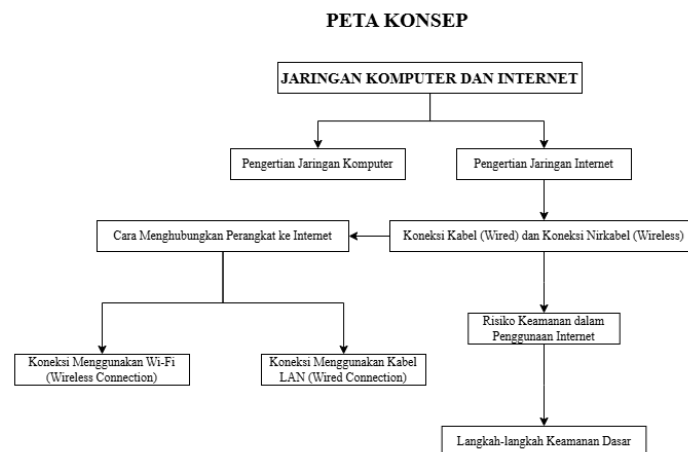 PETA KONSEP
JARINGAN KOMPUTER DAN INTERNET
Pengertian Jaringan Komputer
Pengertian Jaringan Internet
Cara Menghubungkan Perangkat ke Internet
Koneksi Kabel (Wired) dan Koneksi Nirkabel (Wireless)
Risiko Keamanan dalam
Penggunaan Internet
Koneksi Menggunakan Wi-Fi
(Wireless Connection)
Koneksi Menggunakan Kabel
LAN (Wired Connection)
Langkah-langkah Keamanan Dasar